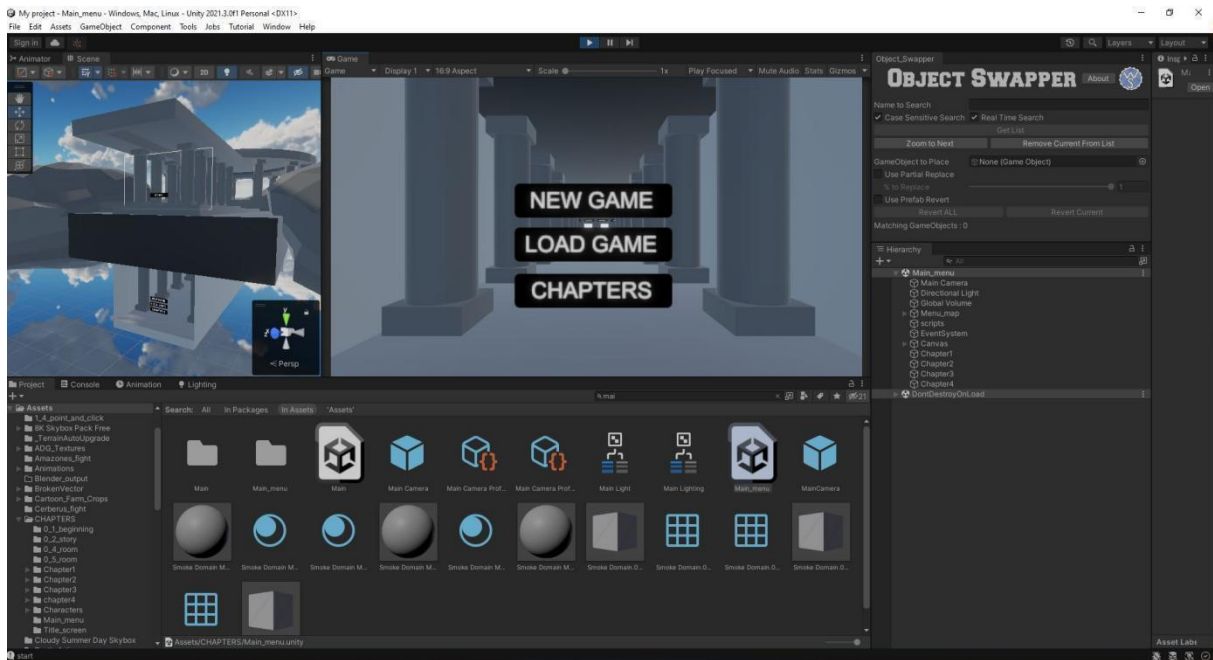 My project - Main_menu - Windows, Mac, Linux - Unity 2021.3.0f1 Personal <DX11>
File Edit Assets GameObject Component Tools Jobs Tutorial Window Help
Sign in
Layers Layout
Animator Scene
2D
Persp
Game
Game Display 1 16:9 Aspect Scale 1x Play Focused Mute Audio Stats Gizmos
NEW GAME
LOAD GAME
CHAPTERS
Object_Swapper
OBJECT SWAPPER About
Name to Search
Case Sensitive Search Real Time Search
Get List
Zoom to Next Remove Current From List
GameObject to Place None (Game Object)
Use Partial Replace
% to Replace 1
Use Prefab Revert
Revert ALL Revert Current
Matching GameObjects : 0
Hierarchy
All
Main_menu
Main Camera
Directional Light
Global Volume
Menu_map
scripts
EventSystem
Canvas
Chapter1
Chapter2
Chapter3
Chapter4
DontDestroyOnLoad
Insp
Open
Asset Labe
Project Console Animation Lighting
mai
21
Assets
1_4_point_and_click
8K Skybox Pack Free
_TerrainAutoUpgrade
ADG_Textures
Amazones_fight
Animations
Blender_output
BrokenVector
Cartoon_Farm_Crops
Cerberus_fight
CHAPTERS
0_1_beginning
0_2_story
0_4_room
0_5_room
Chapter1
Chapter2
Chapter3
chapter4
Characters
Main_menu
Title_screen
Cloudy Summer Day Skybox
Search: All In Packages In Assets 'Assets'
Main Main_menu Main Main Camera Main Camera Prof... Main Camera Prof... Main Light Main Lighting Main_menu MainCamera
Smoke Domain M... Smoke Domain M... Smoke Domain M... Smoke Domain M... Smoke Domain M... Smoke Domain M... Smoke Domain.0... Smoke Domain.0... Smoke Domain.0... Smoke Domain.0...
Assets/CHAPTERS/Main_menu.unity
start